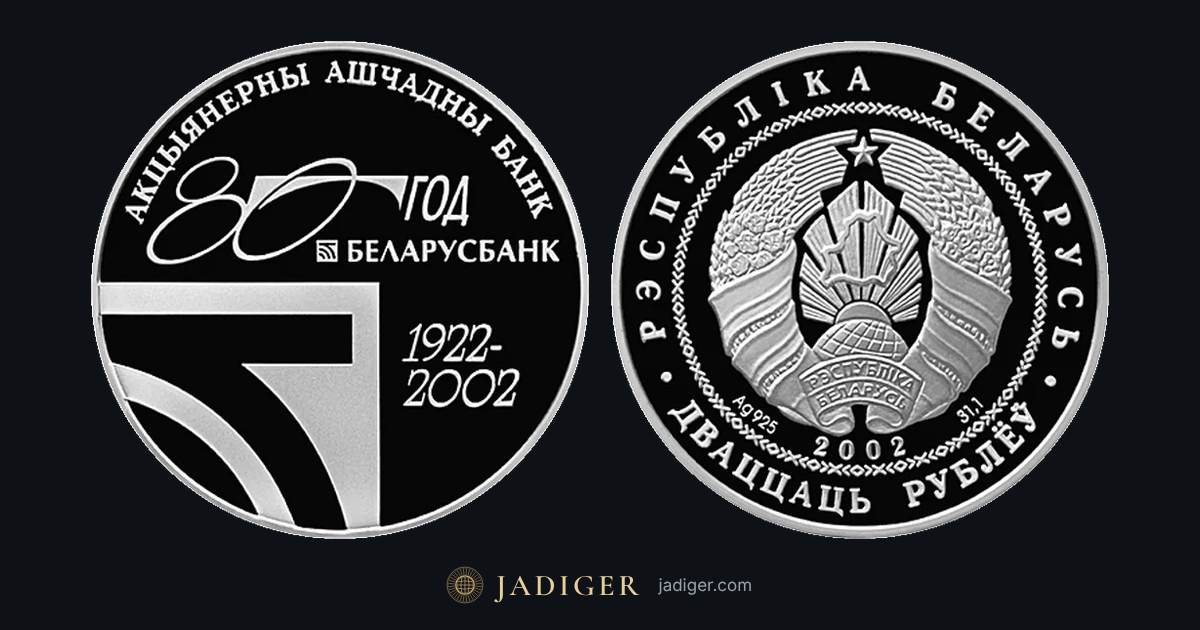 АКЦЫЯНЕРНЫ АШЧАДНЫ БАНК
80 ГОД
БЕЛАРУСБАНК
1922-
2002
РЭСПУБЛІКА БЕЛАРУСЬ
РЭСПУБЛІКА
БЕЛАРУСЬ
Ag 925
31,1
2002
• ДВАЦЦАЦЬ РУБЛЁЎ •
JADIGER
jadiger.com